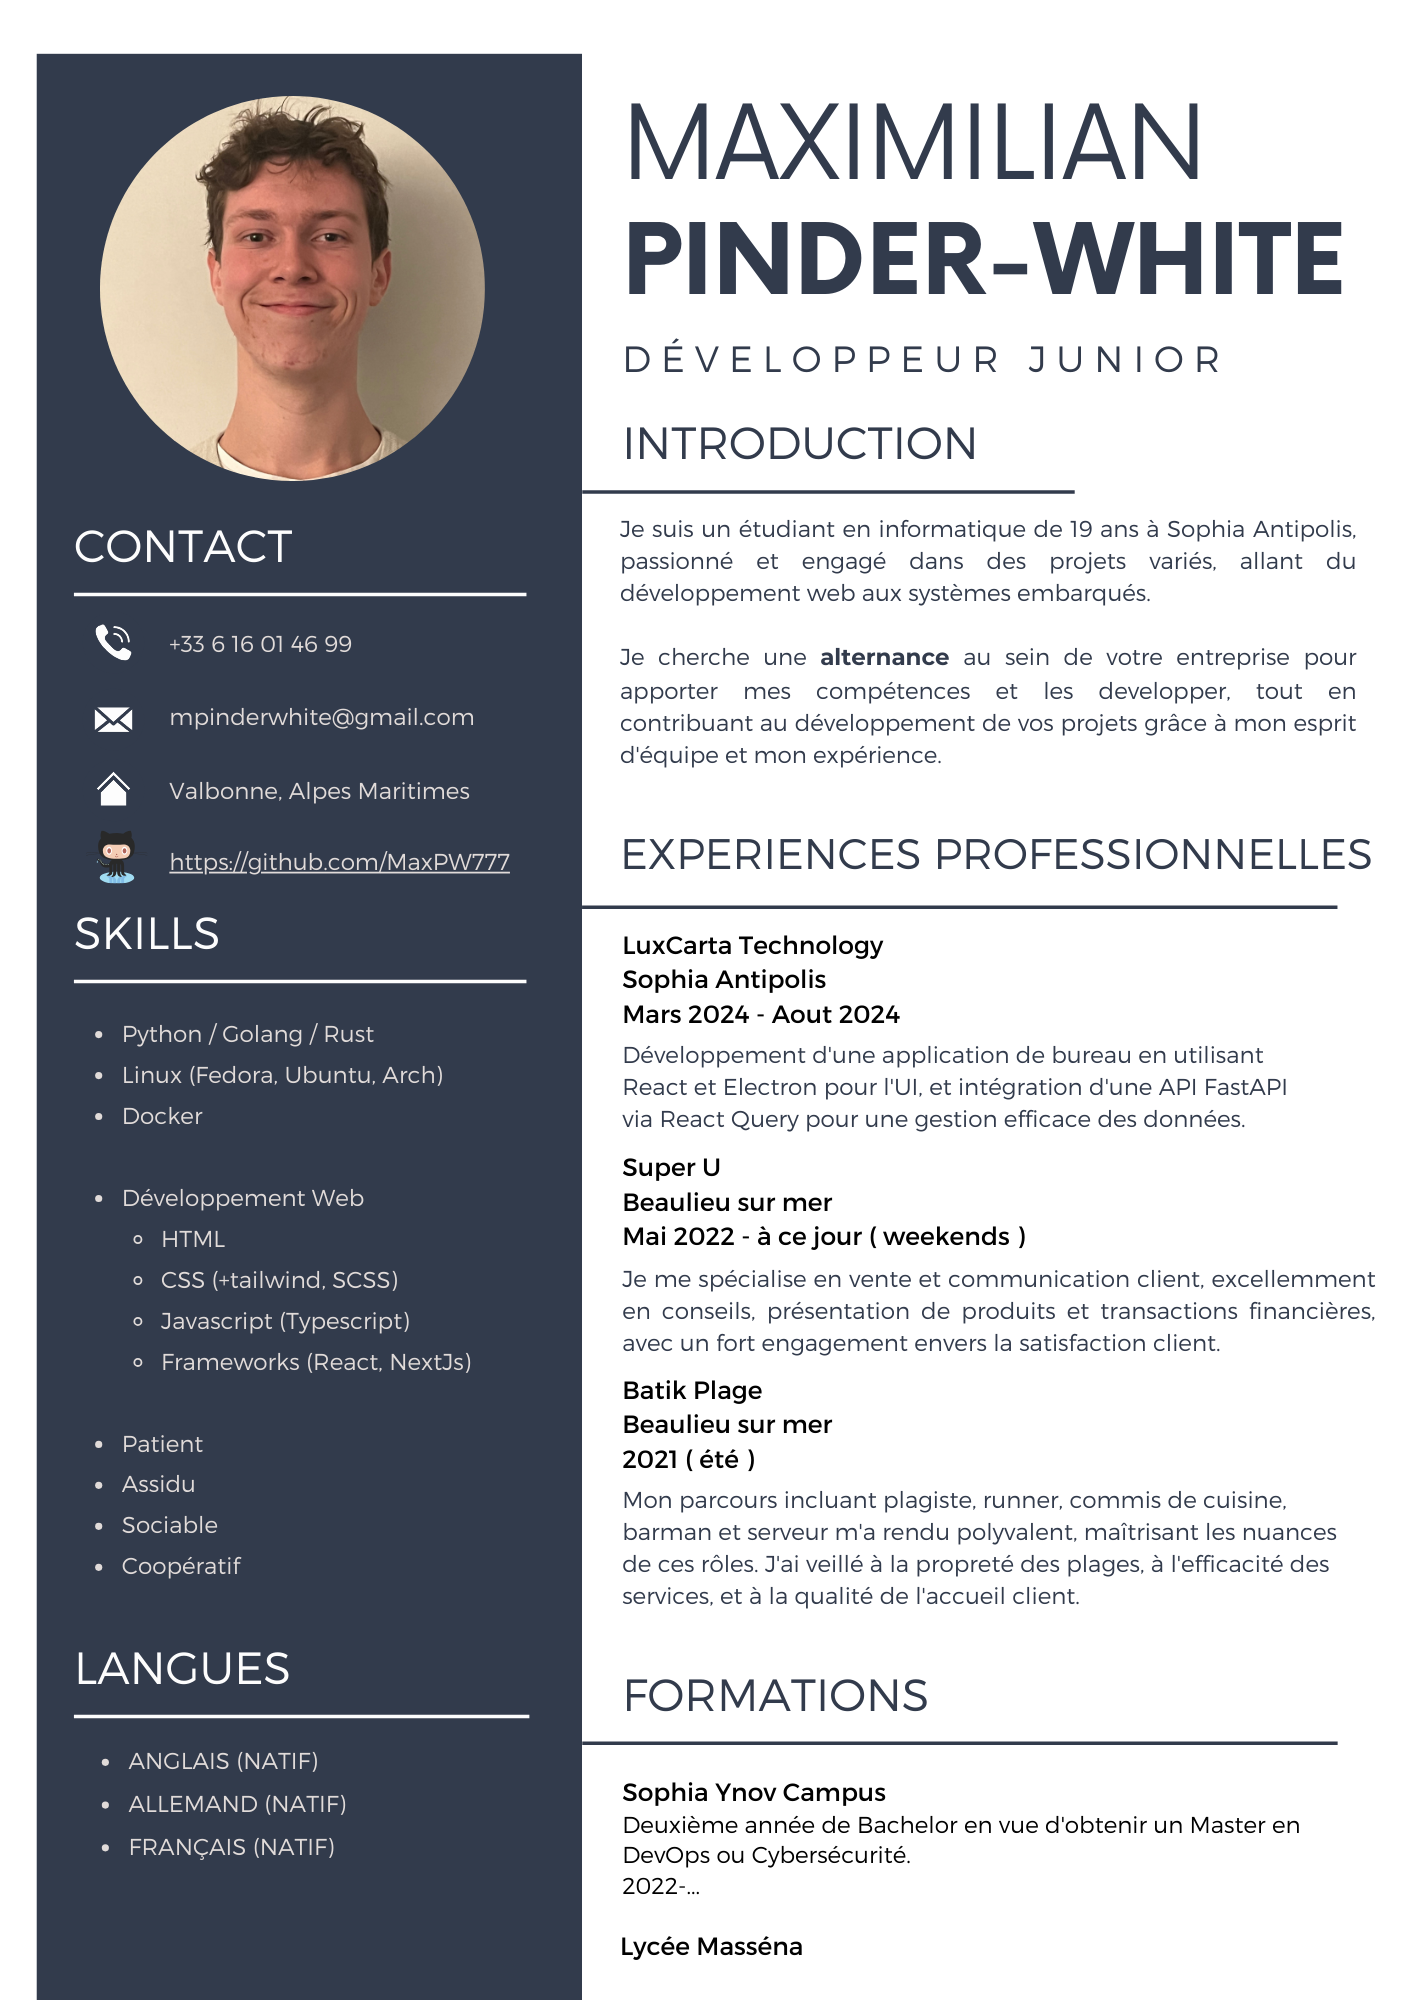 MAXIMILIAN
PINDER-WHITE
DÉVELOPPEUR JUNIOR
CONTACT
+33 6 16 01 46 99
mpinderwhite@gmail.com
Valbonne, Alpes Maritimes
https://github.com/MaxPW777
SKILLS
Python / Golang / Rust
Linux (Fedora, Ubuntu, Arch)
Docker
Développement Web
HTML
CSS (+tailwind, SCSS)
Javascript (Typescript)
Frameworks (React, NextJs)
Patient
Assidu
Sociable
Coopératif
LANGUES
ANGLAIS (NATIF)
ALLEMAND (NATIF)
FRANÇAIS (NATIF)
INTRODUCTION
Je suis un étudiant en informatique de 19 ans à Sophia Antipolis,
passionné et engagé dans des projets variés, allant du
développement web aux systèmes embarqués.
Je cherche une alternance au sein de votre entreprise pour
apporter mes compétences et les developper, tout en
contribuant au développement de vos projets grâce à mon esprit
d'équipe et mon expérience.
EXPERIENCES PROFESSIONNELLES
LuxCarta Technology
Sophia Antipolis
Mars 2024 - Aout 2024
Développement d'une application de bureau en utilisant
React et Electron pour l'UI, et intégration d'une API FastAPI
via React Query pour une gestion efficace des données.
Super U
Beaulieu sur mer
Mai 2022 - à ce jour ( weekends )
Je me spécialise en vente et communication client, excellemment
en conseils, présentation de produits et transactions financières,
avec un fort engagement envers la satisfaction client.
Batik Plage
Beaulieu sur mer
2021 ( été )
Mon parcours incluant plagiste, runner, commis de cuisine,
barman et serveur m'a rendu polyvalent, maîtrisant les nuances
de ces rôles. J'ai veillé à la propreté des plages, à l'efficacité des
services, et à la qualité de l'accueil client.
FORMATIONS
Sophia Ynov Campus
Deuxième année de Bachelor en vue d'obtenir un Master en
DevOps ou Cybersécurité.
2022-...
Lycée Masséna